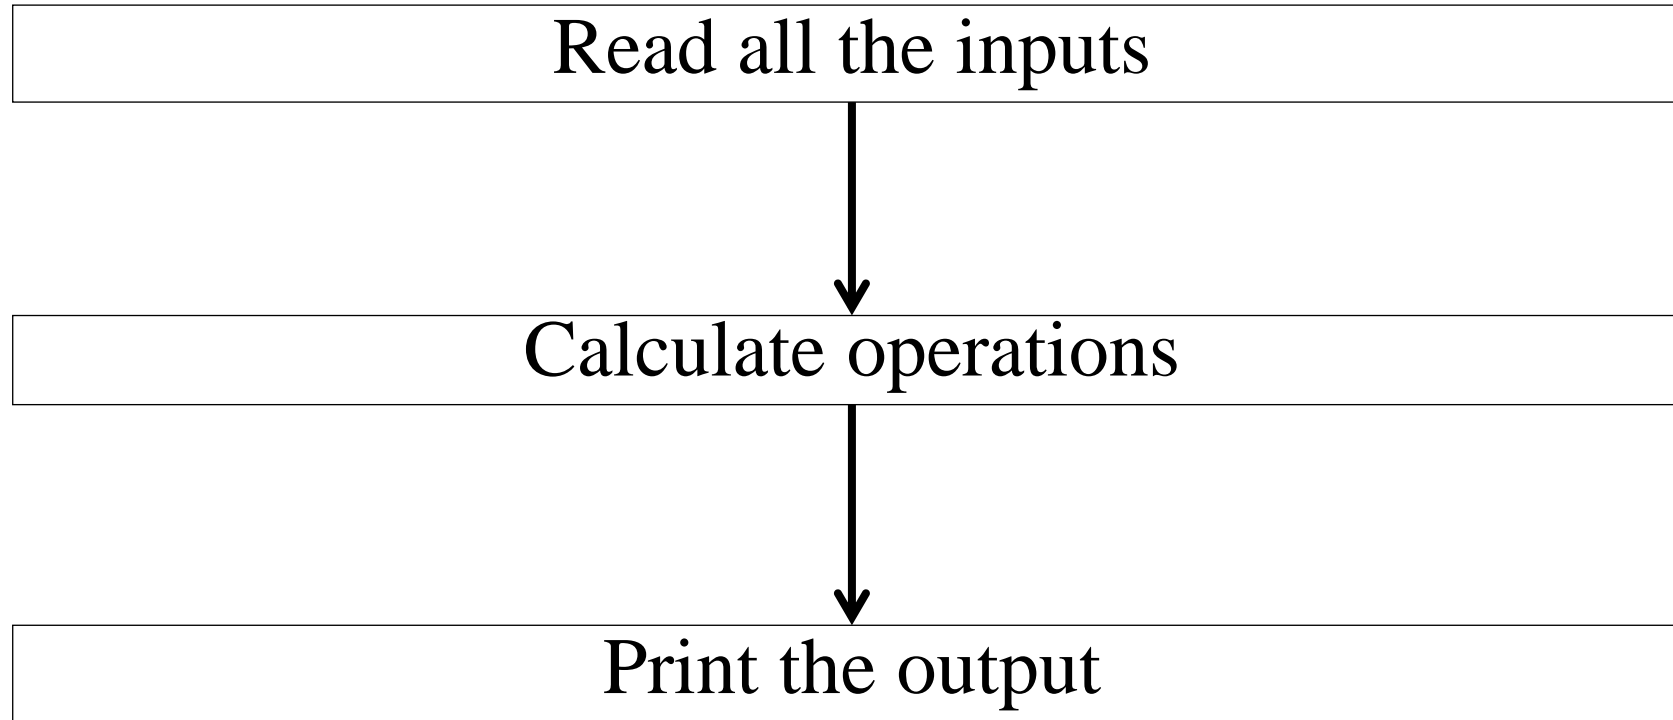 Read all the inputs
Calculate operations
Print the output